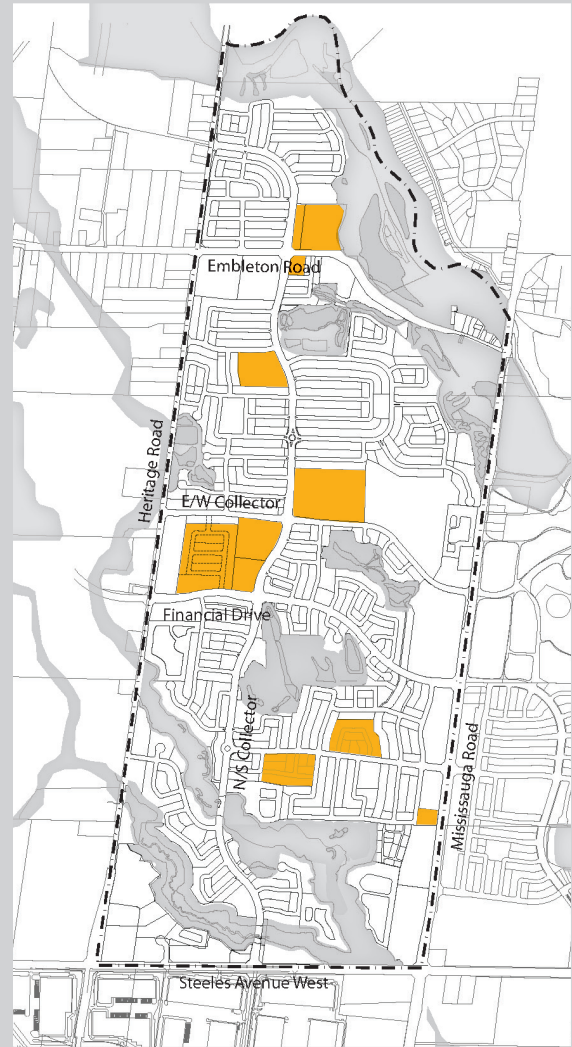 Embleton Road
Heritage Road
E/W Collector
Financial Drive
N/S Collector
Mississauga Road
Steeles Avenue West